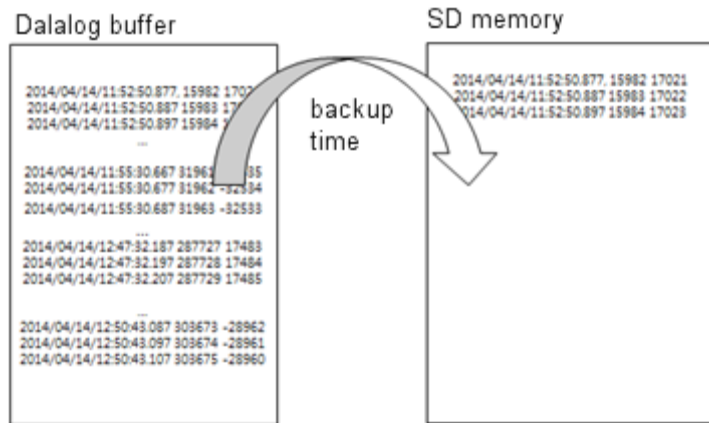 Dalalog buffer
SD memory
2014/04/14/11:52:50.877, 15982 1702
2014/04/14/11:52:50.887 15983 17
2014/04/14/11:52:50.897 15984
...
2014/04/14/11:55:30.667 31961 35
2014/04/14/11:55:30.677 31962 -32534
2014/04/14/11:55:30.687 31963 -32533
...
2014/04/14/12:47:32.187 287727 17483
2014/04/14/12:47:32.197 287728 17484
2014/04/14/12:47:32.207 287729 17485
...
2014/04/14/12:50:43.087 303673 -28962
2014/04/14/12:50:43.097 303674 -28961
2014/04/14/12:50:43.107 303675 -28960
backup
time
2014/04/14/11:52:50.877, 15982 17021
2014/04/14/11:52:50.887 15983 17022
2014/04/14/11:52:50.897 15984 17023